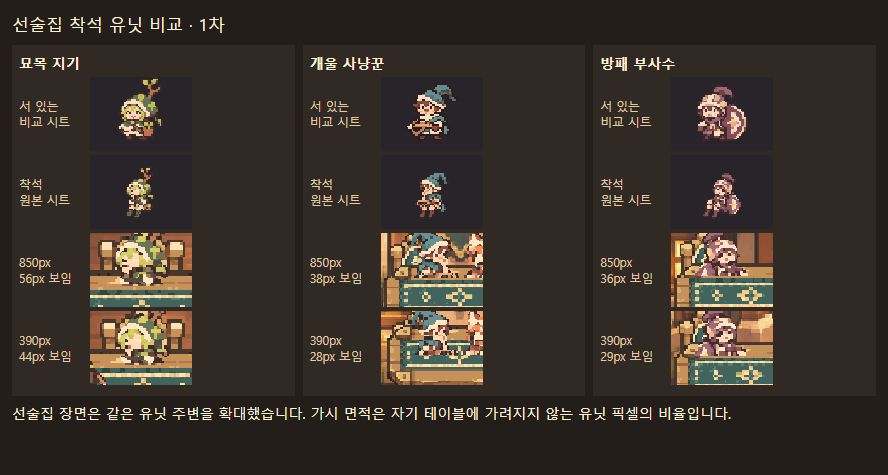 선술집 착석 유닛 비교 · 1차
묘목 지기
서 있는
비교 시트
착석
원본 시트
850px
56px 보임
390px
44px 보임
개울 사냥꾼
서 있는
비교 시트
착석
원본 시트
850px
38px 보임
390px
28px 보임
방패 부사수
서 있는
비교 시트
착석
원본 시트
850px
36px 보임
390px
29px 보임
선술집 장면은 같은 유닛 주변을 확대했습니다. 가시 면적은 자기 테이블에 가려지지 않는 유닛 픽셀의 비율입니다.